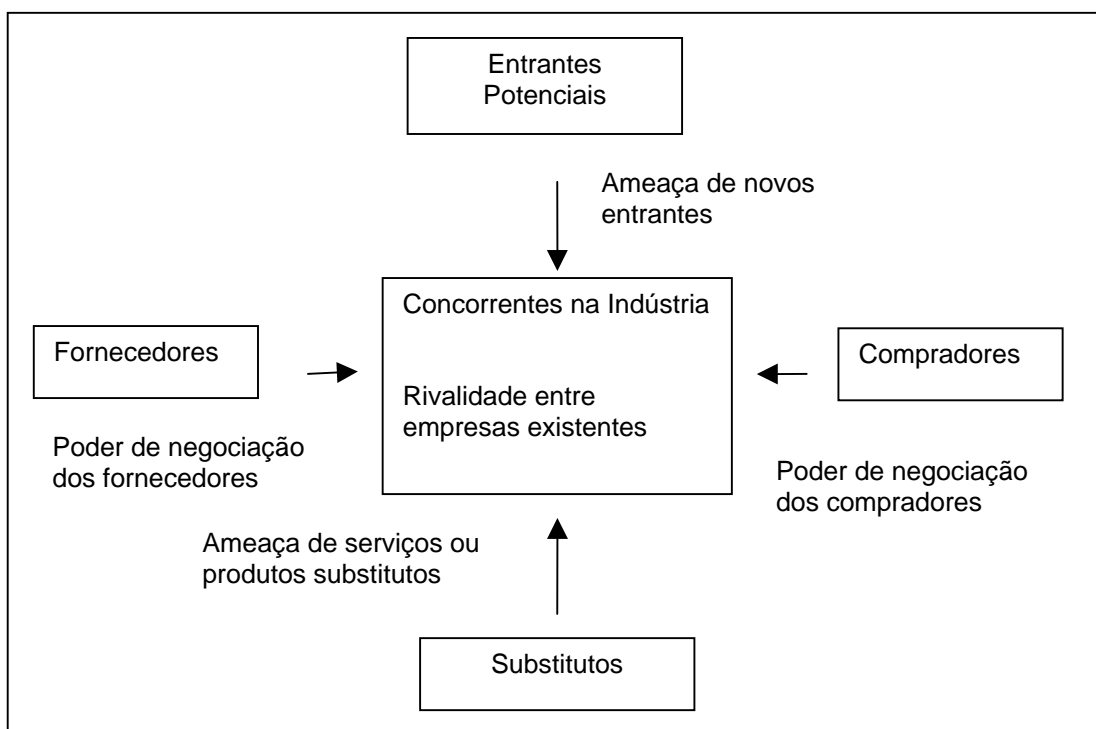 Entrantes
Potenciais
Ameaça de novos
entrantes
Concorrentes na Indústria
Rivalidade entre
empresas existentes
Fornecedores
Poder de negociação
dos fornecedores
Compradores
Poder de negociação
dos compradores
Ameaça de serviços ou
produtos substitutos
Substitutos